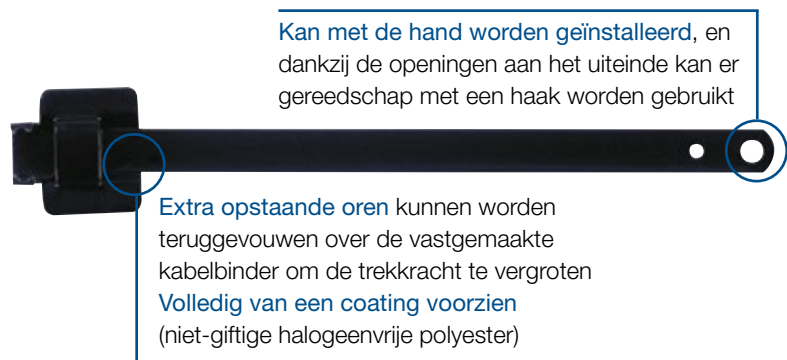 Kan met de hand worden geïnstalleerd, en
dankzij de openingen aan het uiteinde kan er
gereedschap met een haak worden gebruikt
Extra opstaande oren kunnen worden
teruggevouwen over de vastgemaakte
kabelbinder om de trekkracht te vergroten
Volledig van een coating voorzien
(niet-giftige halogeenvrije polyester)